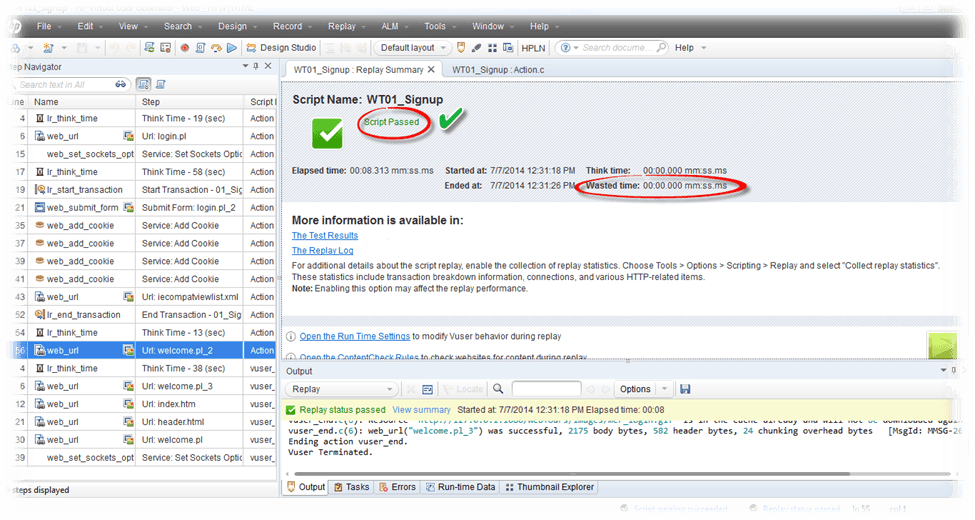 File Edit View Search Design Record Replay ALM Tools Window Help
Design Studio Default layout HPLN Search docume... Help
Step Navigator
Search text in All
Line Name Step Script
4 lr_think_time Think Time - 19 (sec) Action
6 web_url Url: login.pl Action
15 web_set_sockets_opt Service: Set Sockets Optio Action
17 lr_think_time Think Time - 58 (sec) Action
19 lr_start_transaction Start Transaction - 01_Sig Action
21 web_submit_form Submit Form: login.pl_2 Action
35 web_add_cookie Service: Add Cookie Action
37 web_add_cookie Service: Add Cookie Action
39 web_add_cookie Service: Add Cookie Action
41 web_add_cookie Service: Add Cookie Action
43 web_url Url: iecompatviewlist.xml Action
52 lr_end_transaction End Transaction - 01_Sig Action
54 lr_think_time Think Time - 13 (sec) Action
56 web_url Url: welcome.pl_2 Action
4 lr_think_time Think Time - 38 (sec) vuser_
6 web_url Url: welcome.pl_3 vuser_
12 web_url Url: index.htm vuser_
21 web_url Url: header.html vuser_
30 web_url Url: welcome.pl vuser_
39 web_set_sockets_opt Service: Set Sockets Optio vuser_
steps displayed
WT01_Signup : Replay Summary WT01_Signup : Action.c
Script Name: WT01_Signup
Script Passed
Elapsed time: 00:08.313 mm:ss.ms Started at: 7/7/2014 12:31:18 PM Think time: 00:00.000 mm:ss.ms
Ended at: 7/7/2014 12:31:26 PM Wasted time: 00:00.000 mm:ss.ms
More information is available in:
The Test Results
The Replay Log
For additional details about the script replay, enable the collection of replay statistics. Choose Tools > Options > Scripting > Replay and select "Collect replay statistics".
These statistics include transaction breakdown information, connections, and various HTTP-related items.
Note: Enabling this option may affect the replay performance.
Open the Run Time Settings to modify Vuser behavior during replay
Open the ContentCheck Rules to check websites for content during replay
Output
Replay Locate Options
Replay status passed View summary Started at: 7/7/2014 12:31:18 PM Elapsed time: 00:08
vuser_end.c(6): web_url("welcome.pl_3") was successful, 2175 body bytes, 582 header bytes, 24 chunking overhead bytes [MsgId: MMSG-26
Ending action vuser_end.
Vuser Terminated.
Output Tasks Errors Run-time Data Thumbnail Explorer
Replay status passed ln 55 col 1